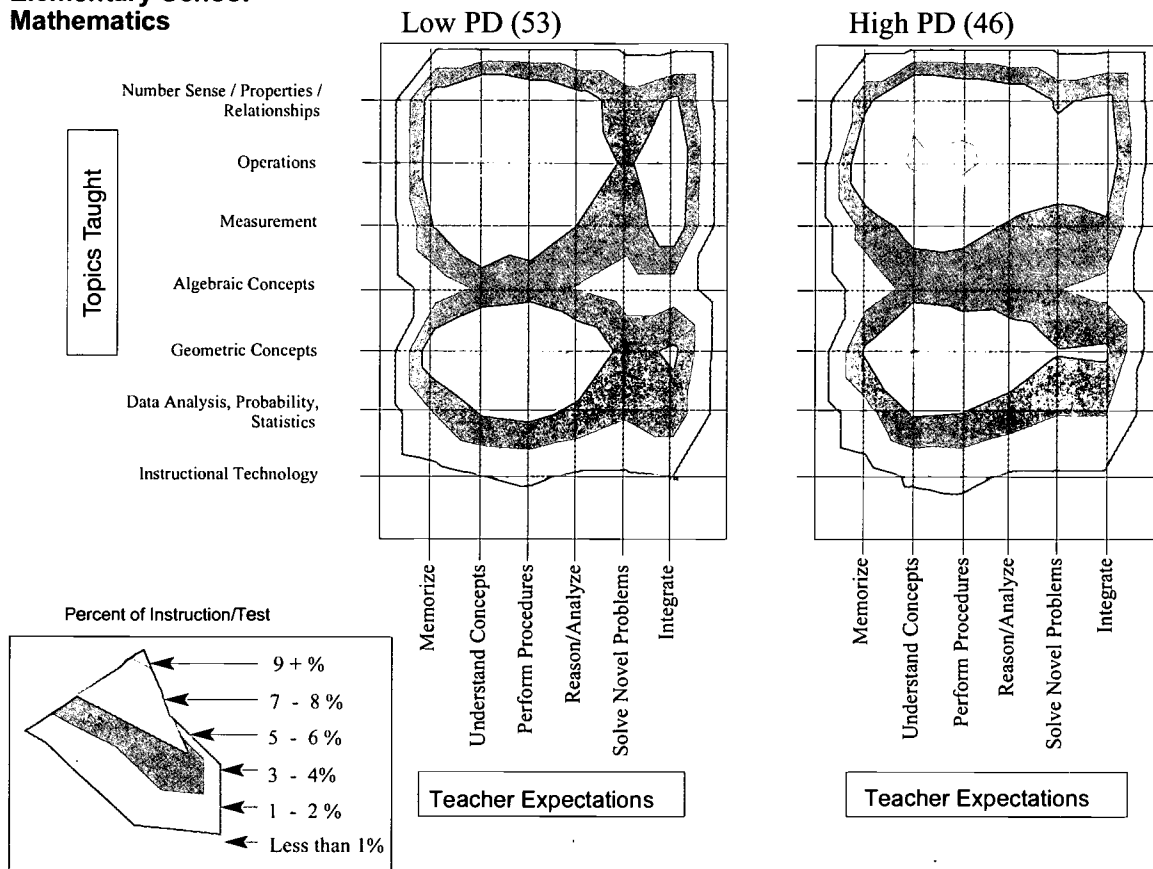 Mathematics
Low PD (53)
High PD (46)
Topics Taught
Number Sense / Properties /
Relationships
Operations
Measurement
Algebraic Concepts
Geometric Concepts
Data Analysis, Probability,
Statistics
Instructional Technology
Memorize
Understand Concepts
Perform Procedures
Reason/Analyze
Solve Novel Problems
Integrate
Memorize
Understand Concepts
Perform Procedures
Reason/Analyze
Solve Novel Problems
Integrate
Teacher Expectations
Teacher Expectations
Percent of Instruction/Test
9 + %
7 - 8 %
5 - 6 %
3 - 4%
1 - 2 %
Less than 1%